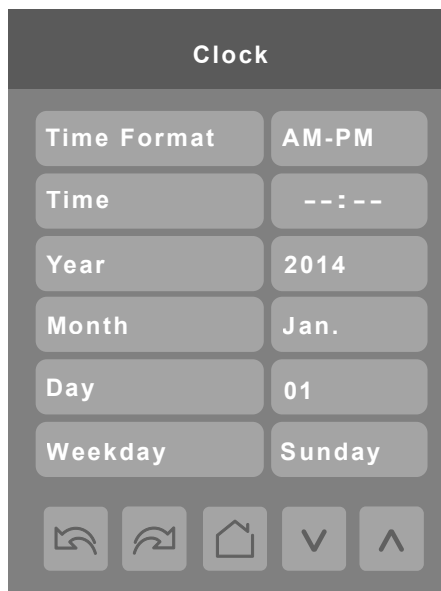 Clock
Time Format AM-PM
Time --:--
Year 2014
Month Jan.
Day 01
Weekday Sunday